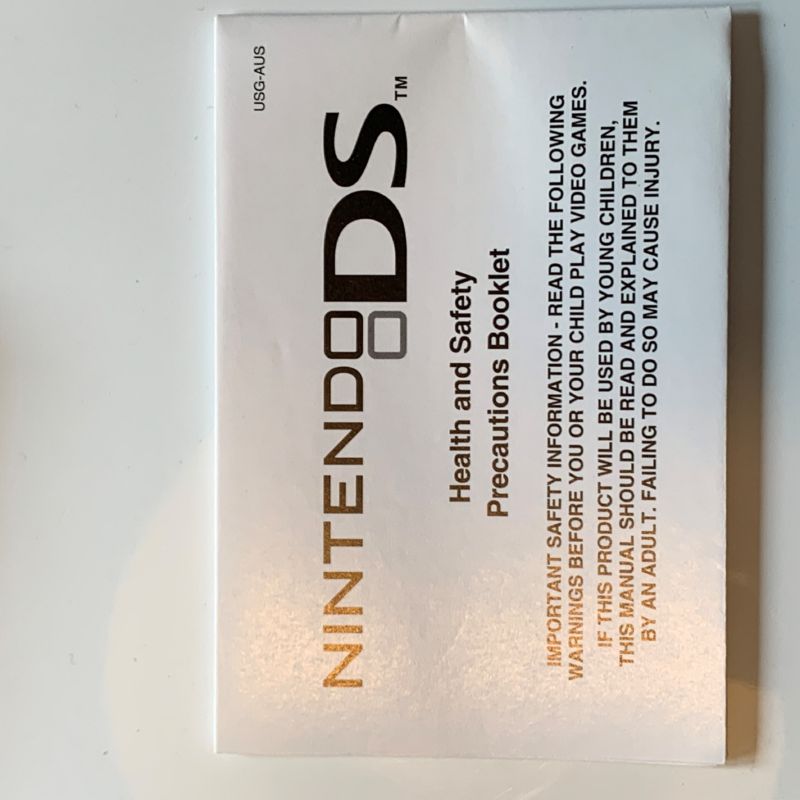 USG-AUS
NINTENDO DS™
Health and Safety
Precautions Booklet
IMPORTANT SAFETY INFORMATION - READ THE FOLLOWING
WARNINGS BEFORE YOU OR YOUR CHILD PLAY VIDEO GAMES.
IF THIS PRODUCT WILL BE USED BY YOUNG CHILDREN,
THIS MANUAL SHOULD BE READ AND EXPLAINED TO THEM
BY AN ADULT. FAILING TO DO SO MAY CAUSE INJURY.